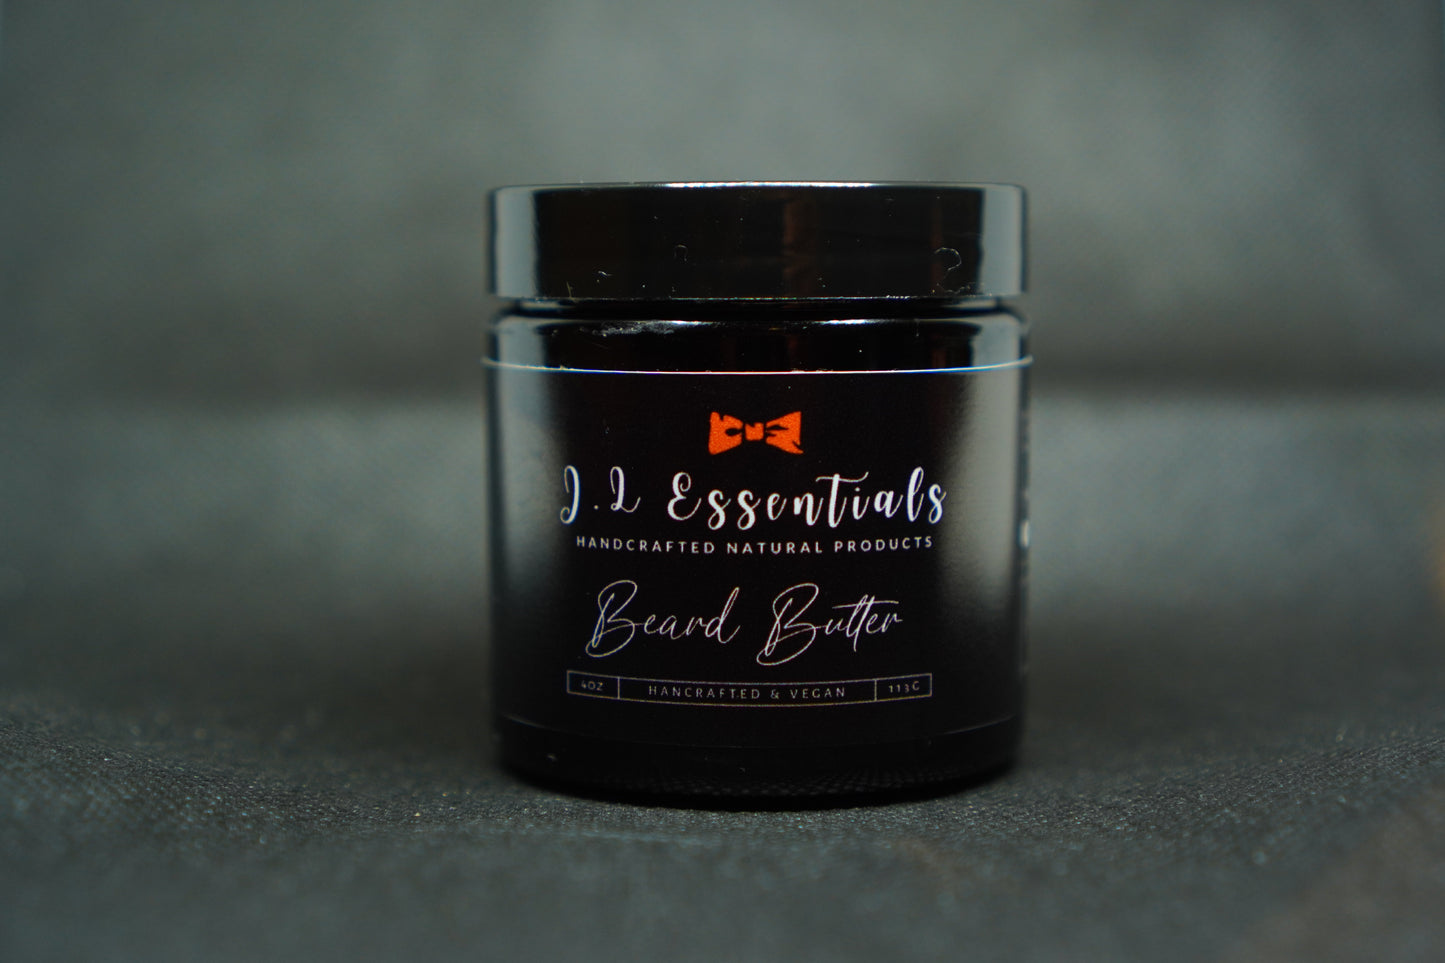 J.L Essentials
HANDCRAFTED NATURAL PRODUCTS
Beard Butter
4OZ HANCRAFTED & VEGAN 113G